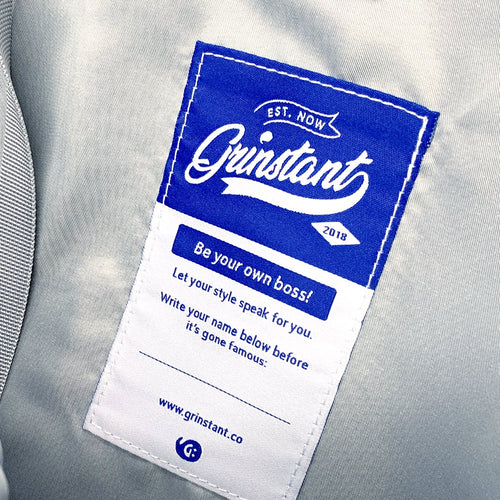 EST. NOW
Grinstant
2018
Be your own boss!
Let your style speak for you.
Write your name below before
it's gone famous:
www.grinstant.co
G: